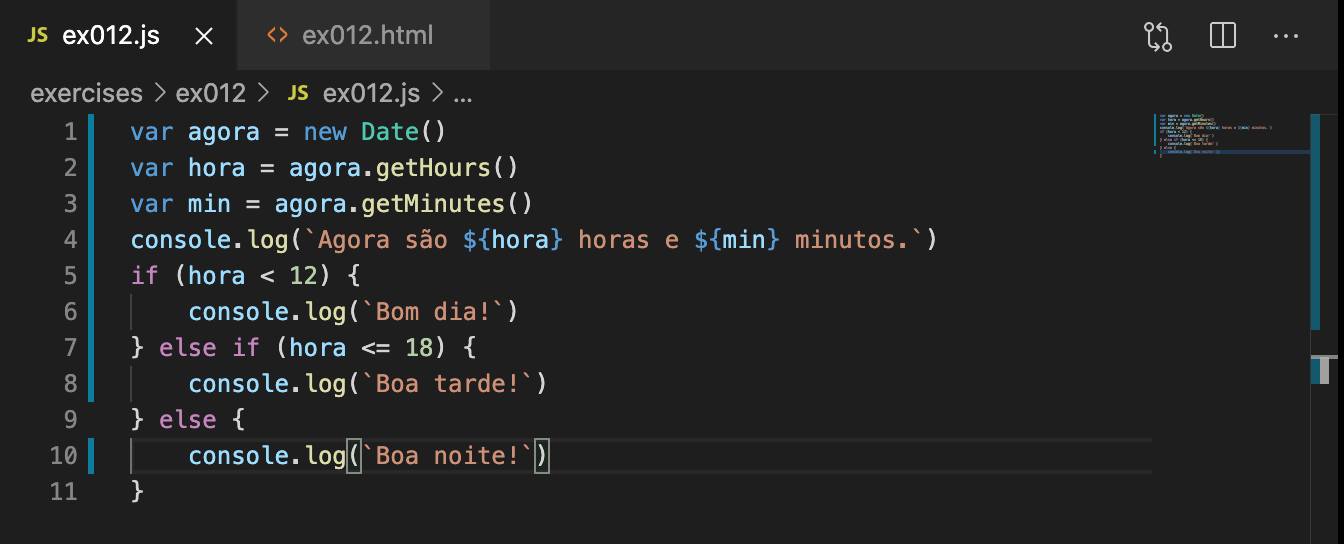 JS ex012.js × <> ex012.html ...
exercises > ex012 > JS ex012.js > ...
1 var agora = new Date()
2 var hora = agora.getHours()
3 var min = agora.getMinutes()
4 console.log(`Agora são ${hora} horas e ${min} minutos.`)
5 if (hora < 12) {
6     console.log(`Bom dia!`)
7 } else if (hora <= 18) {
8     console.log(`Boa tarde!`)
9 } else {
10     console.log(`Boa noite!`)
11 }